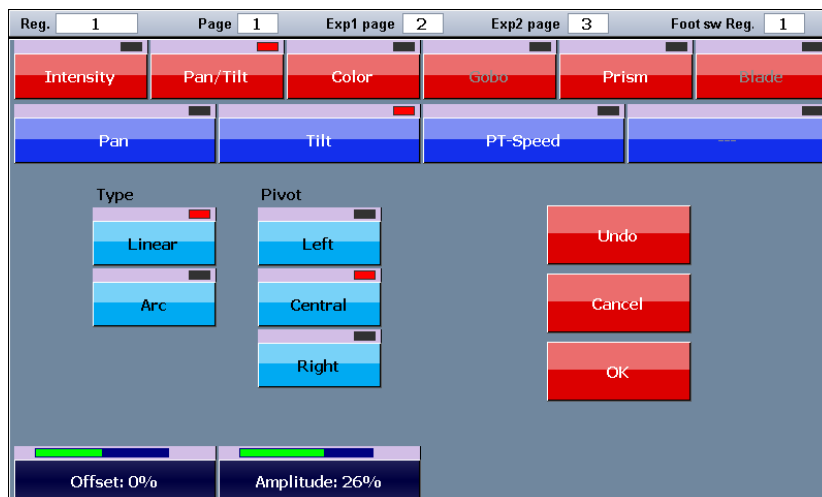 Reg. 1 Page 1 Exp1 page 2 Exp2 page 3 Foot sw Reg. 1
Intensity Pan/Tilt Color Gobo Prism Blade
Pan Tilt PT-Speed ---
Type Pivot
Linear Left Undo
Arc Central Cancel
Right OK
Offset: 0% Amplitude: 26%